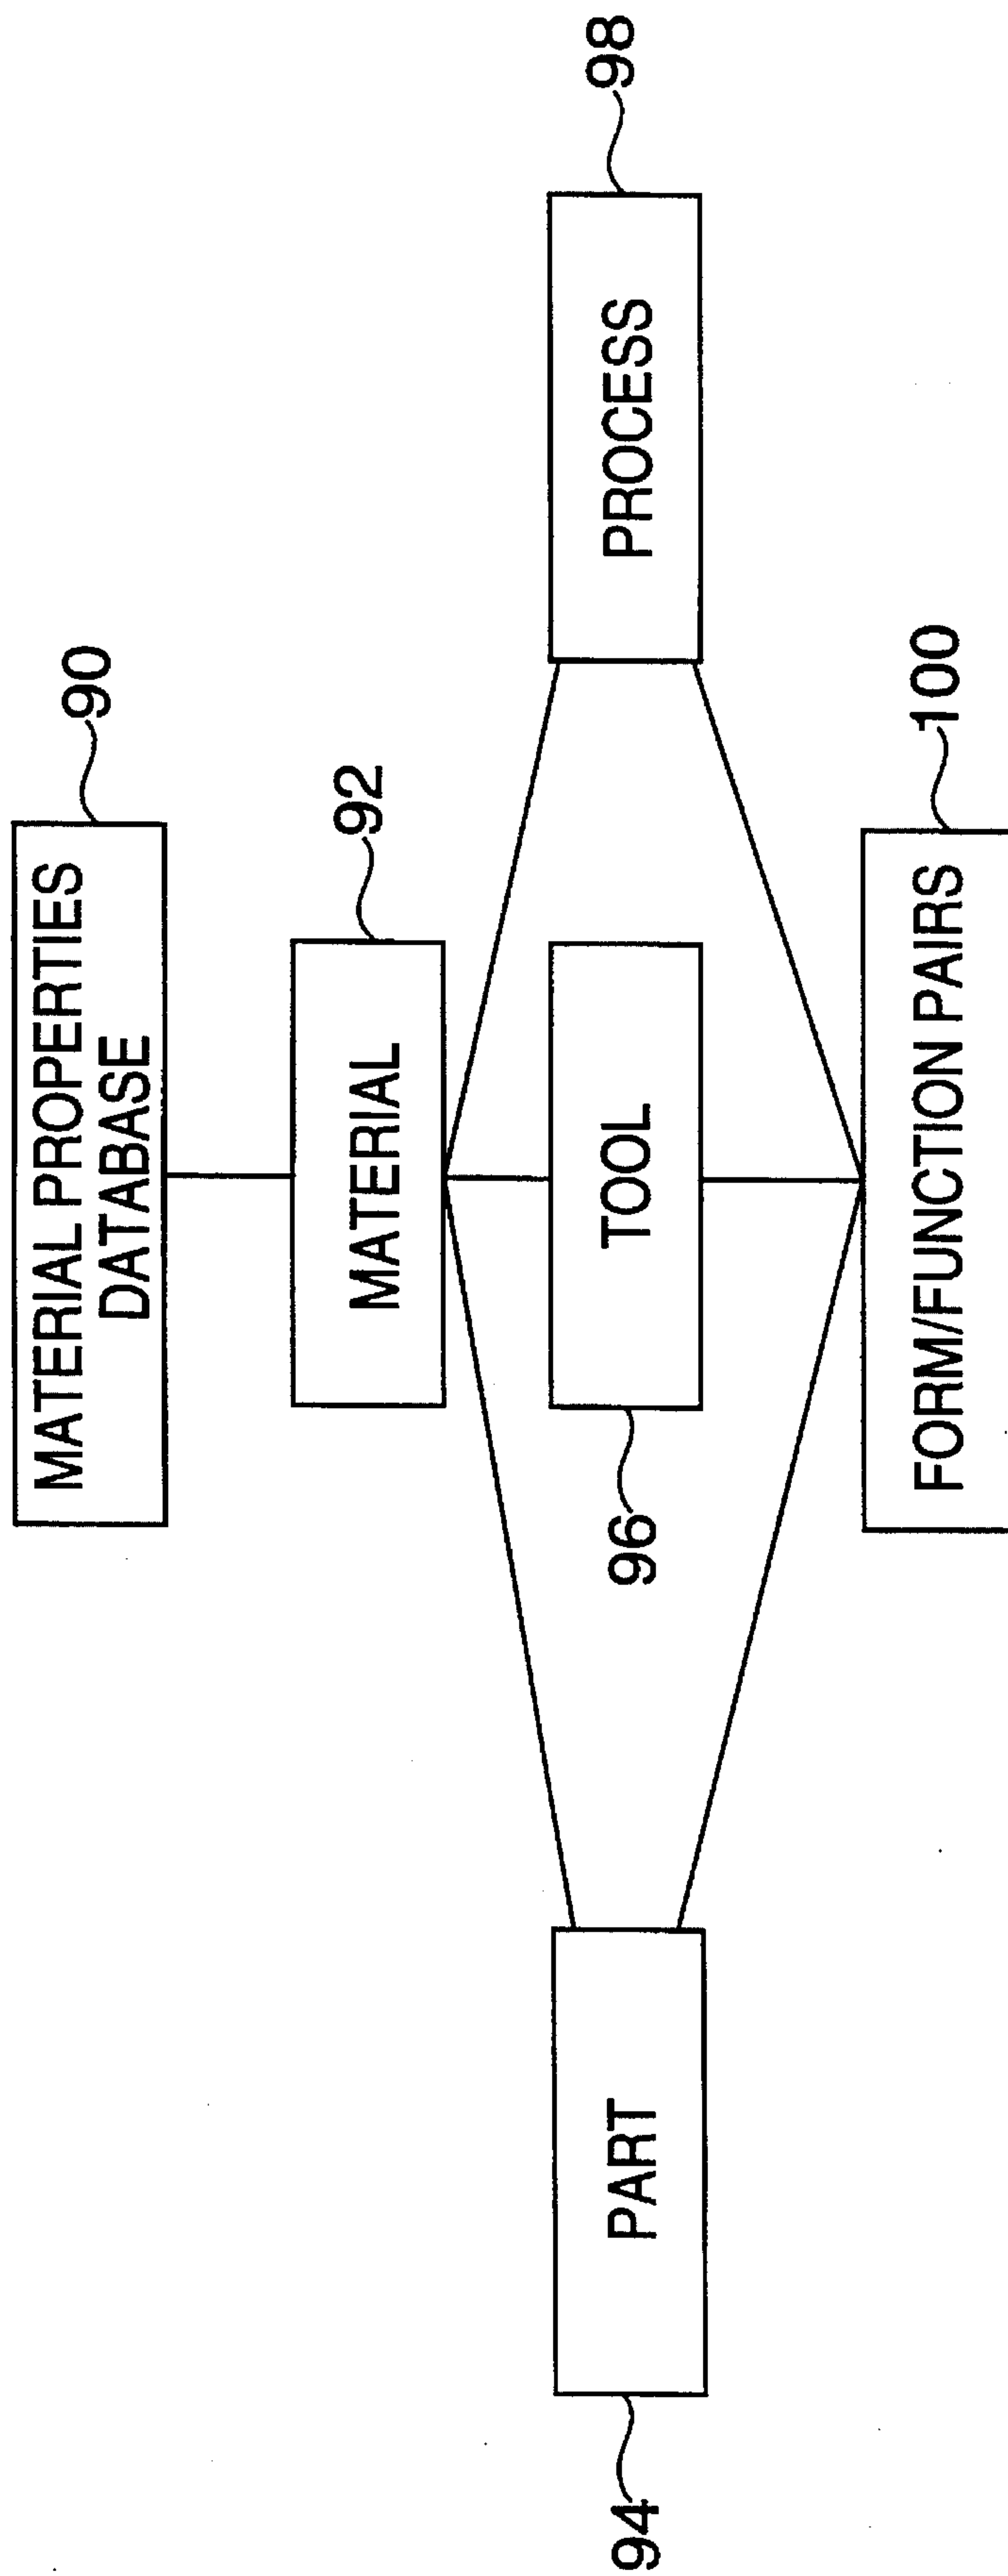 MATERIAL PROPERTIES
DATABASE
90
MATERIAL
92
PART
94
TOOL
96
PROCESS
98
FORM/FUNCTION PAIRS
100